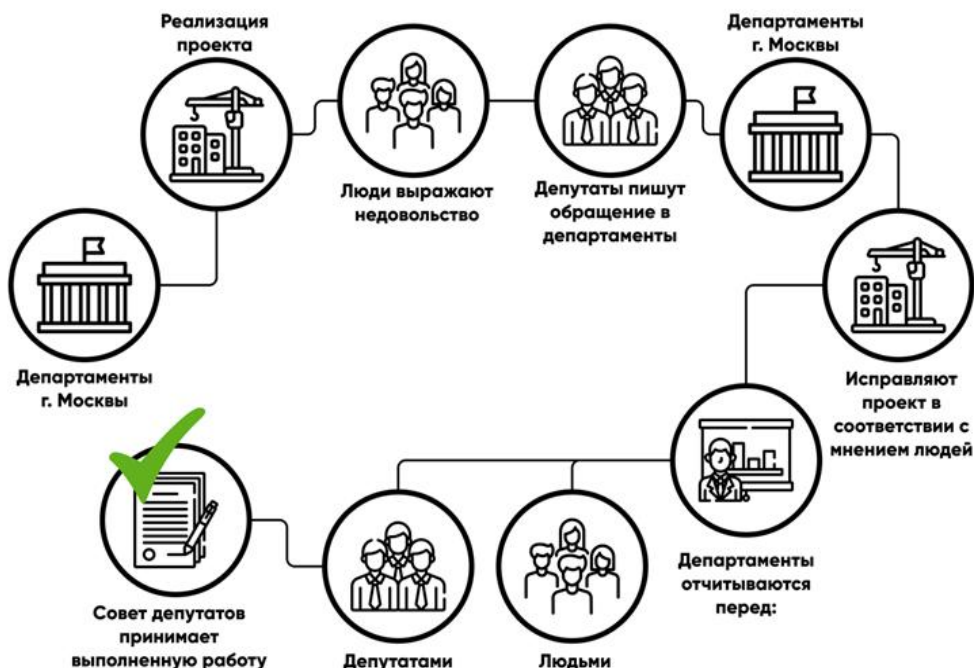 Департаменты
г. Москвы
Реализация
проекта
Люди выражают
недовольство
Депутаты пишут
обращение в
департаменты
Департаменты
г. Москвы
Исправляют
проект в
соответствии с
мнением людей
Департаменты
отчитываются
перед:
Людьми
Депутатами
Совет депутатов
принимает
выполненную работу